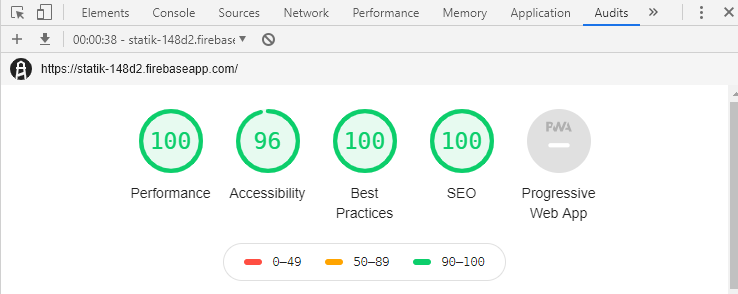 Elements Console Sources Network Performance Memory Application Audits »
00:00:38 - statik-148d2.firebase
https://statik-148d2.firebaseapp.com/
100 96 100 100 PWA
Performance Accessibility Best Practices SEO Progressive Web App
0–49 50–89 90–100